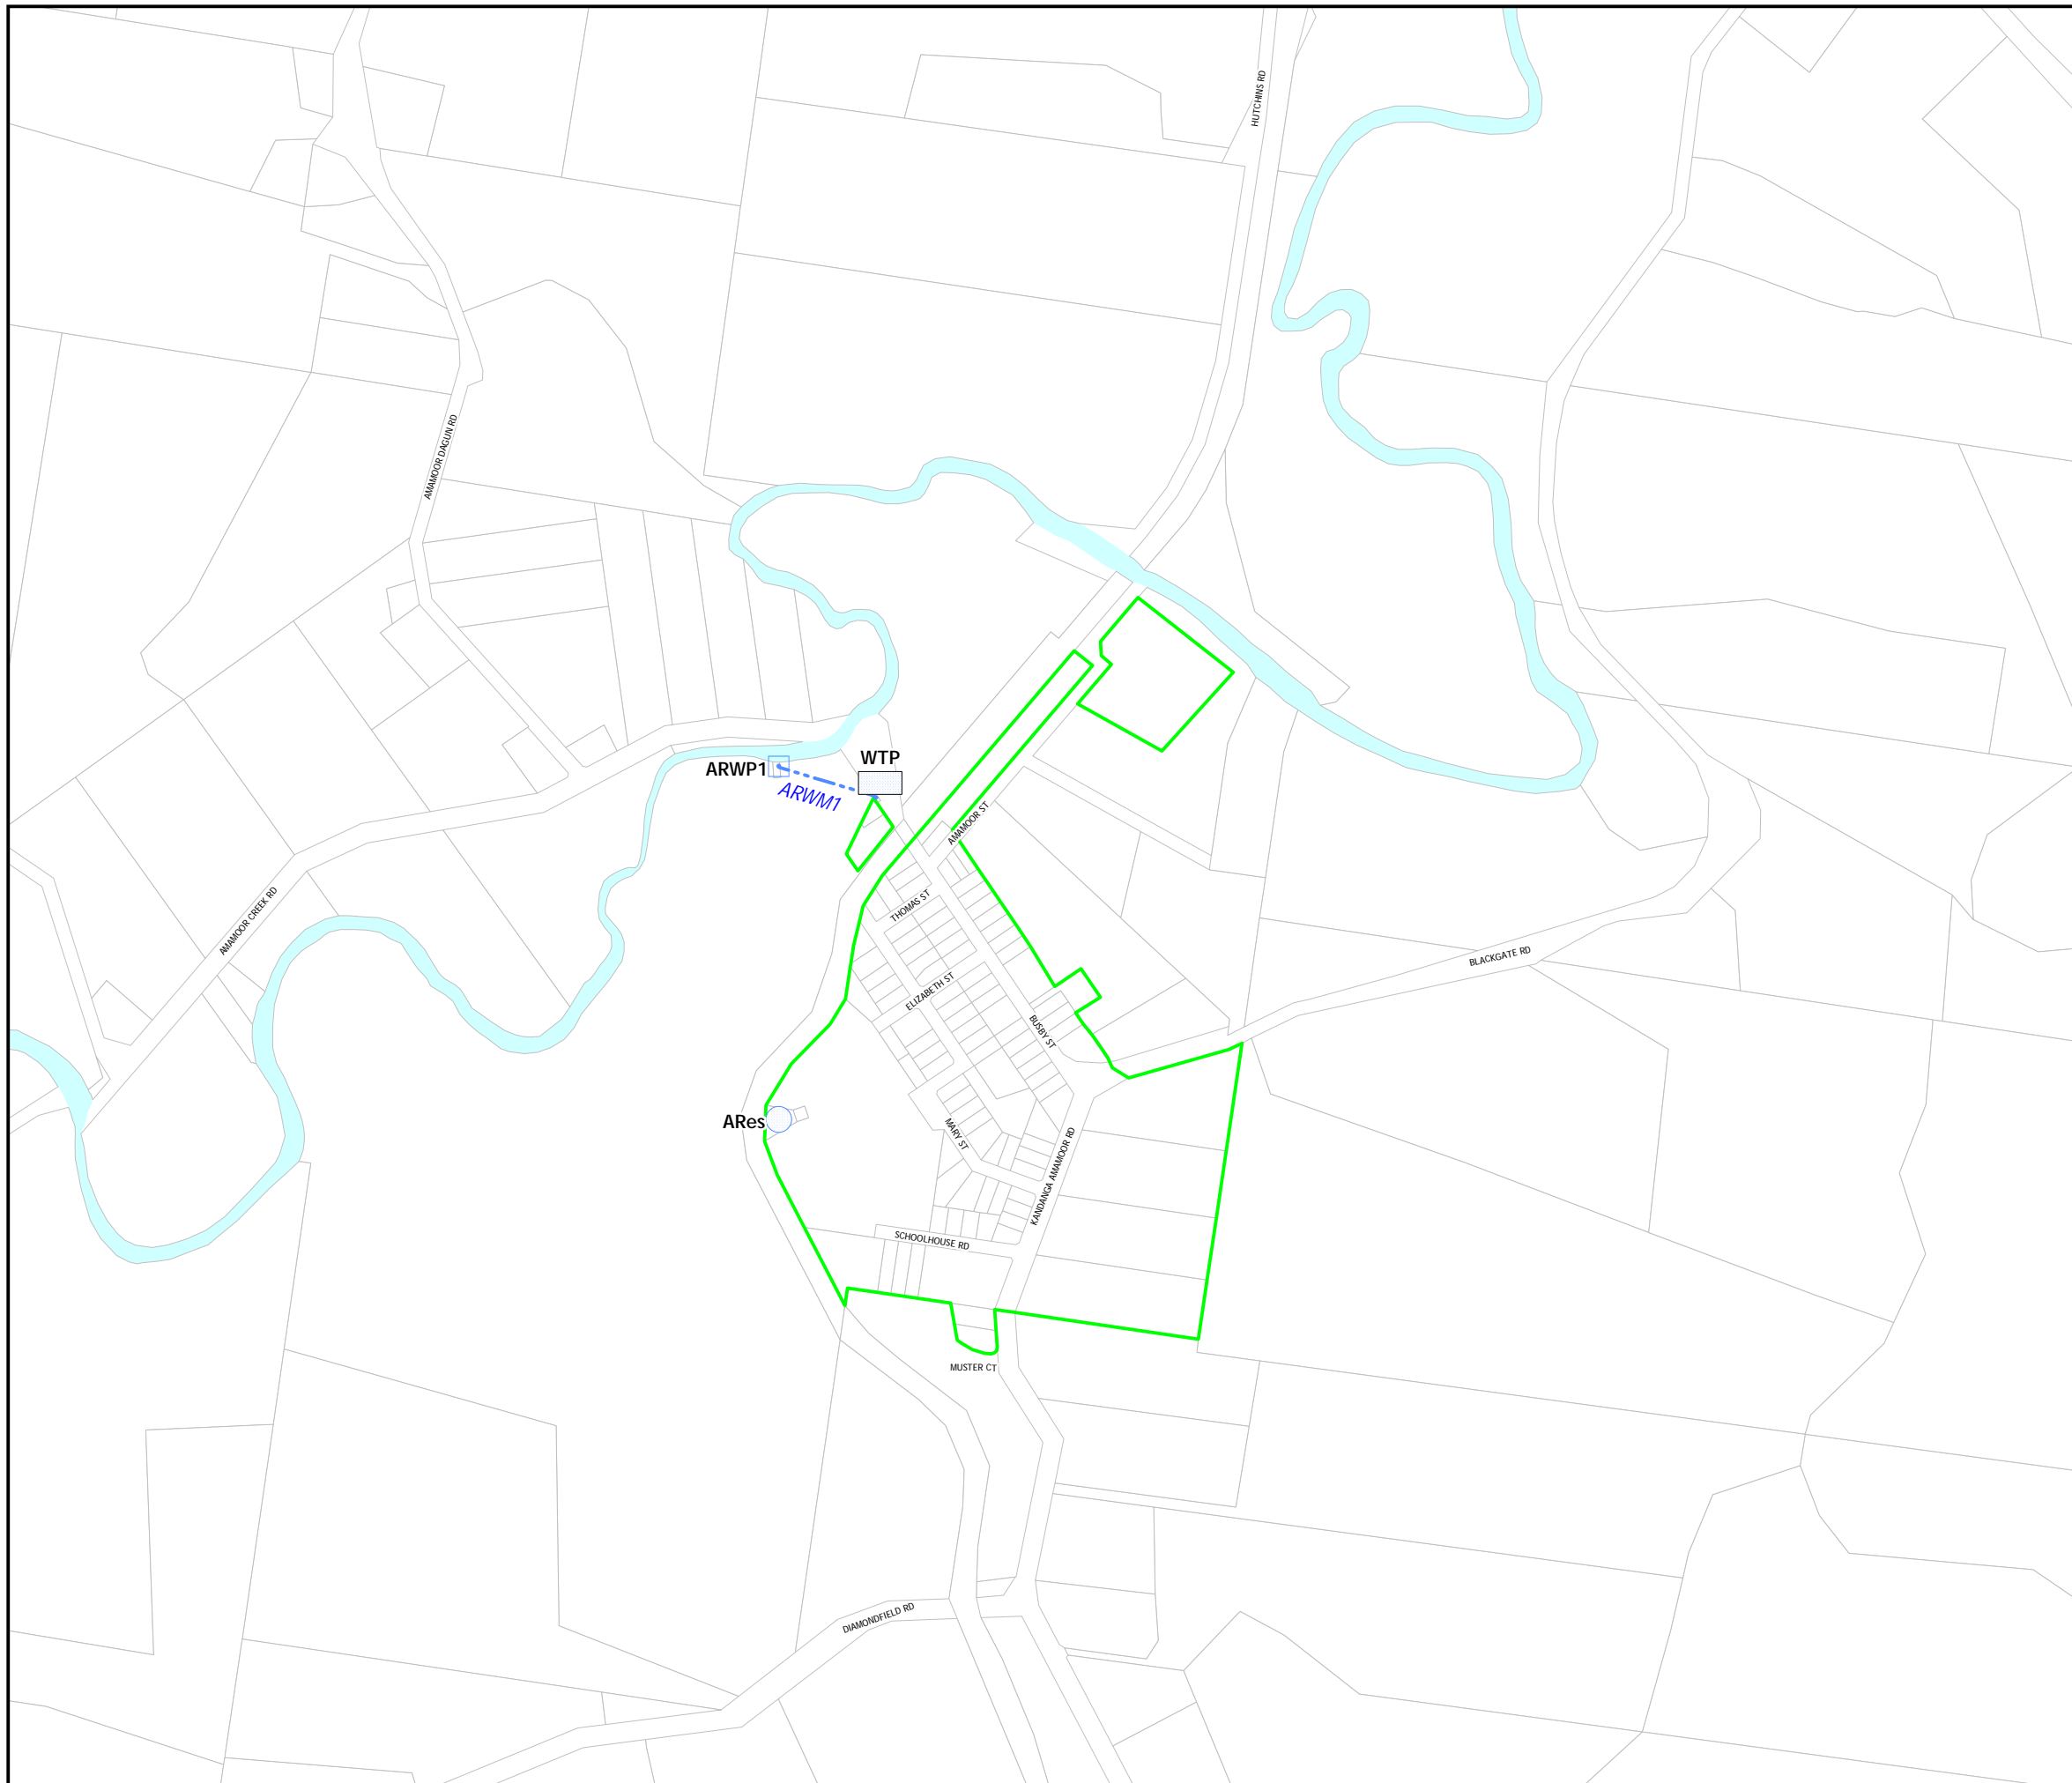 HUTCHINS RD
AMAMOOR DAGUN RD
WTP
ARWP1
ARWM1
AMAMOOR ST
THOMAS ST
AMAMOOR CREEK RD
BLACKGATE RD
ELIZABETH ST
BUSBY ST
ARes
MARY ST
KANDANGA AMAMOOR RD
SCHOOLHOUSE RD
MUSTER CT
DIAMONDFIELD RD